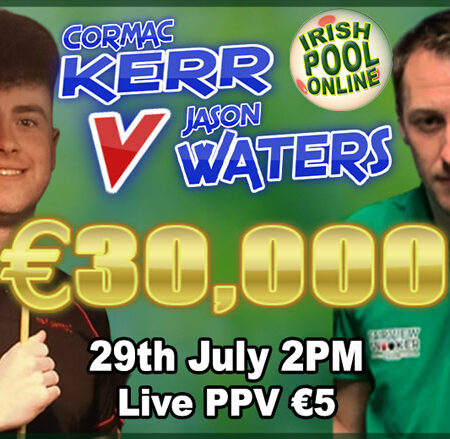 CORMAC
KERR
V
JASON
WATERS
IRISH
POOL
ONLINE
€30,000
29th July 2PM
Live PPV €5